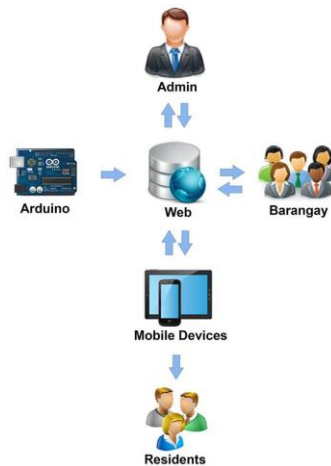 Admin
Arduino
Web
Barangay
Mobile Devices
Residents